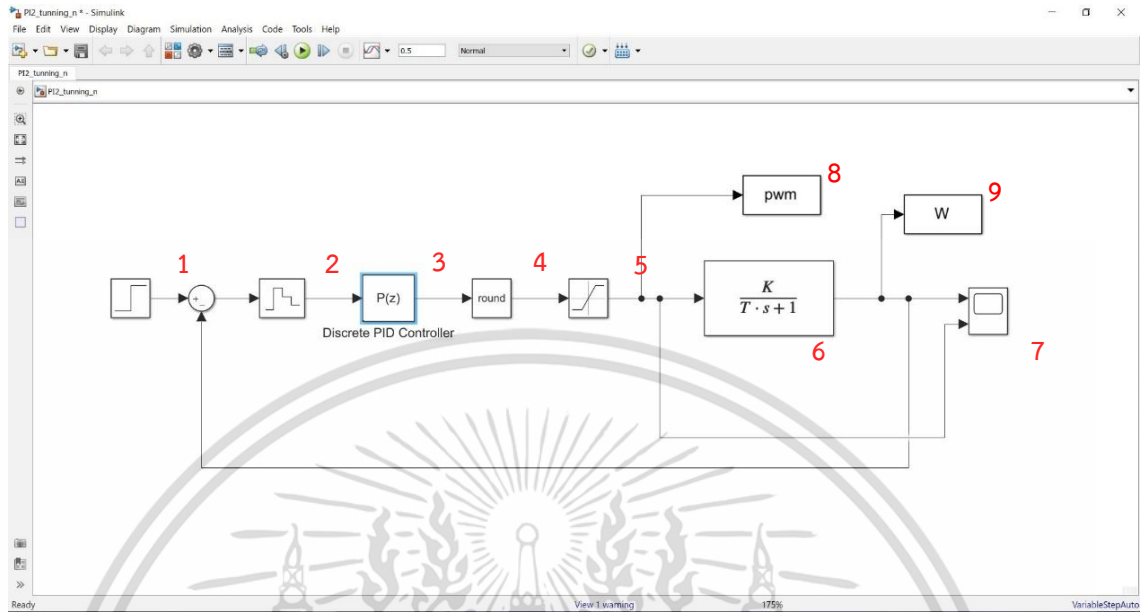 PI2_tunning_n * - Simulink
File Edit View Display Diagram Simulation Analysis Code Tools Help
0.5
Normal
PI2_tunning_n
PI2_tunning_n
8
pwm
9
W
1
2
3
4
5
P(z)
round
K
T · s + 1
Discrete PID Controller
6
7
Ready
View 1 warning
175%
VariableStepAuto